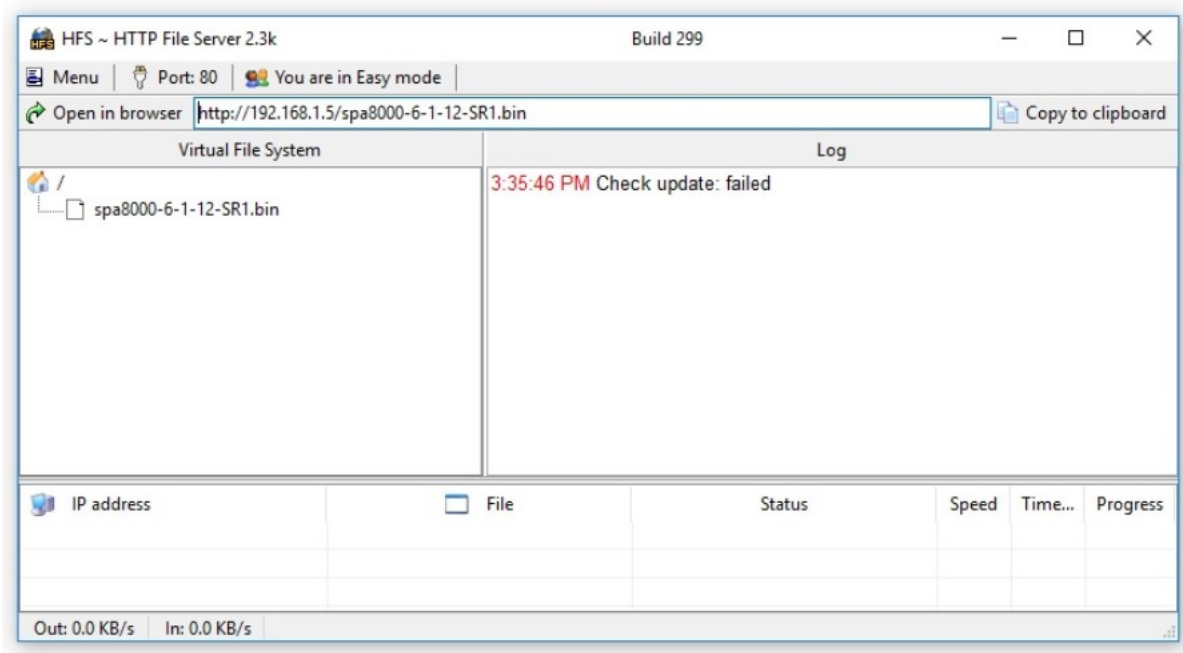 HFS ~ HTTP File Server 2.3k Build 299
Menu Port: 80 You are in Easy mode
Open in browser http://192.168.1.5/spa8000-6-1-12-SR1.bin Copy to clipboard
Virtual File System Log
/
3:35:46 PM Check update: failed
spa8000-6-1-12-SR1.bin
IP address File Status Speed Time... Progress
Out: 0.0 KB/s In: 0.0 KB/s